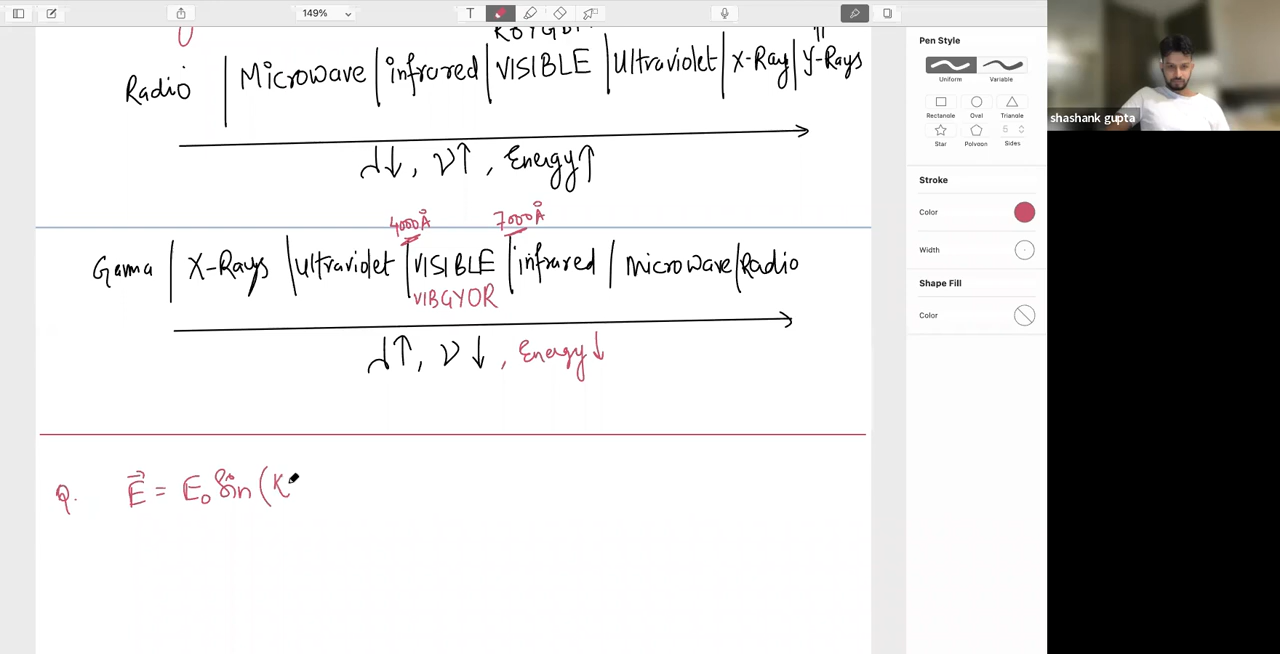 149%
T
Pen Style
Uniform
Variable
Rectangle
Oval
Triangle
Star
Polygon
5
Sides
Stroke
Color
Width
Shape Fill
Color
shashank gupta
Radio | Microwave | infrared | VISIBLE | Ultraviolet | X-Ray | γ-Rays
λ↓, ν↑, Energy↑
4000Å 7000Å
Gama | X-Rays | Ultraviolet | VISIBLE | infrared | microwave | Radio
VIBGYOR
λ↑, ν↓, Energy↓
Q. E⃗ = E₀ Sin (K